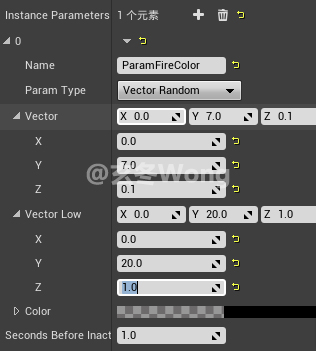 Instance Parameters 1 个元素
0
Name ParamFireColor
Param Type Vector Random
Vector X 0.0 Y 7.0 Z 0.1
X 0.0
Y 7.0
Z 0.1
@玄冬Wong
Vector Low X 0.0 Y 20.0 Z 1.0
X 0.0
Y 20.0
Z 1.0
Color
Seconds Before Inact 1.0